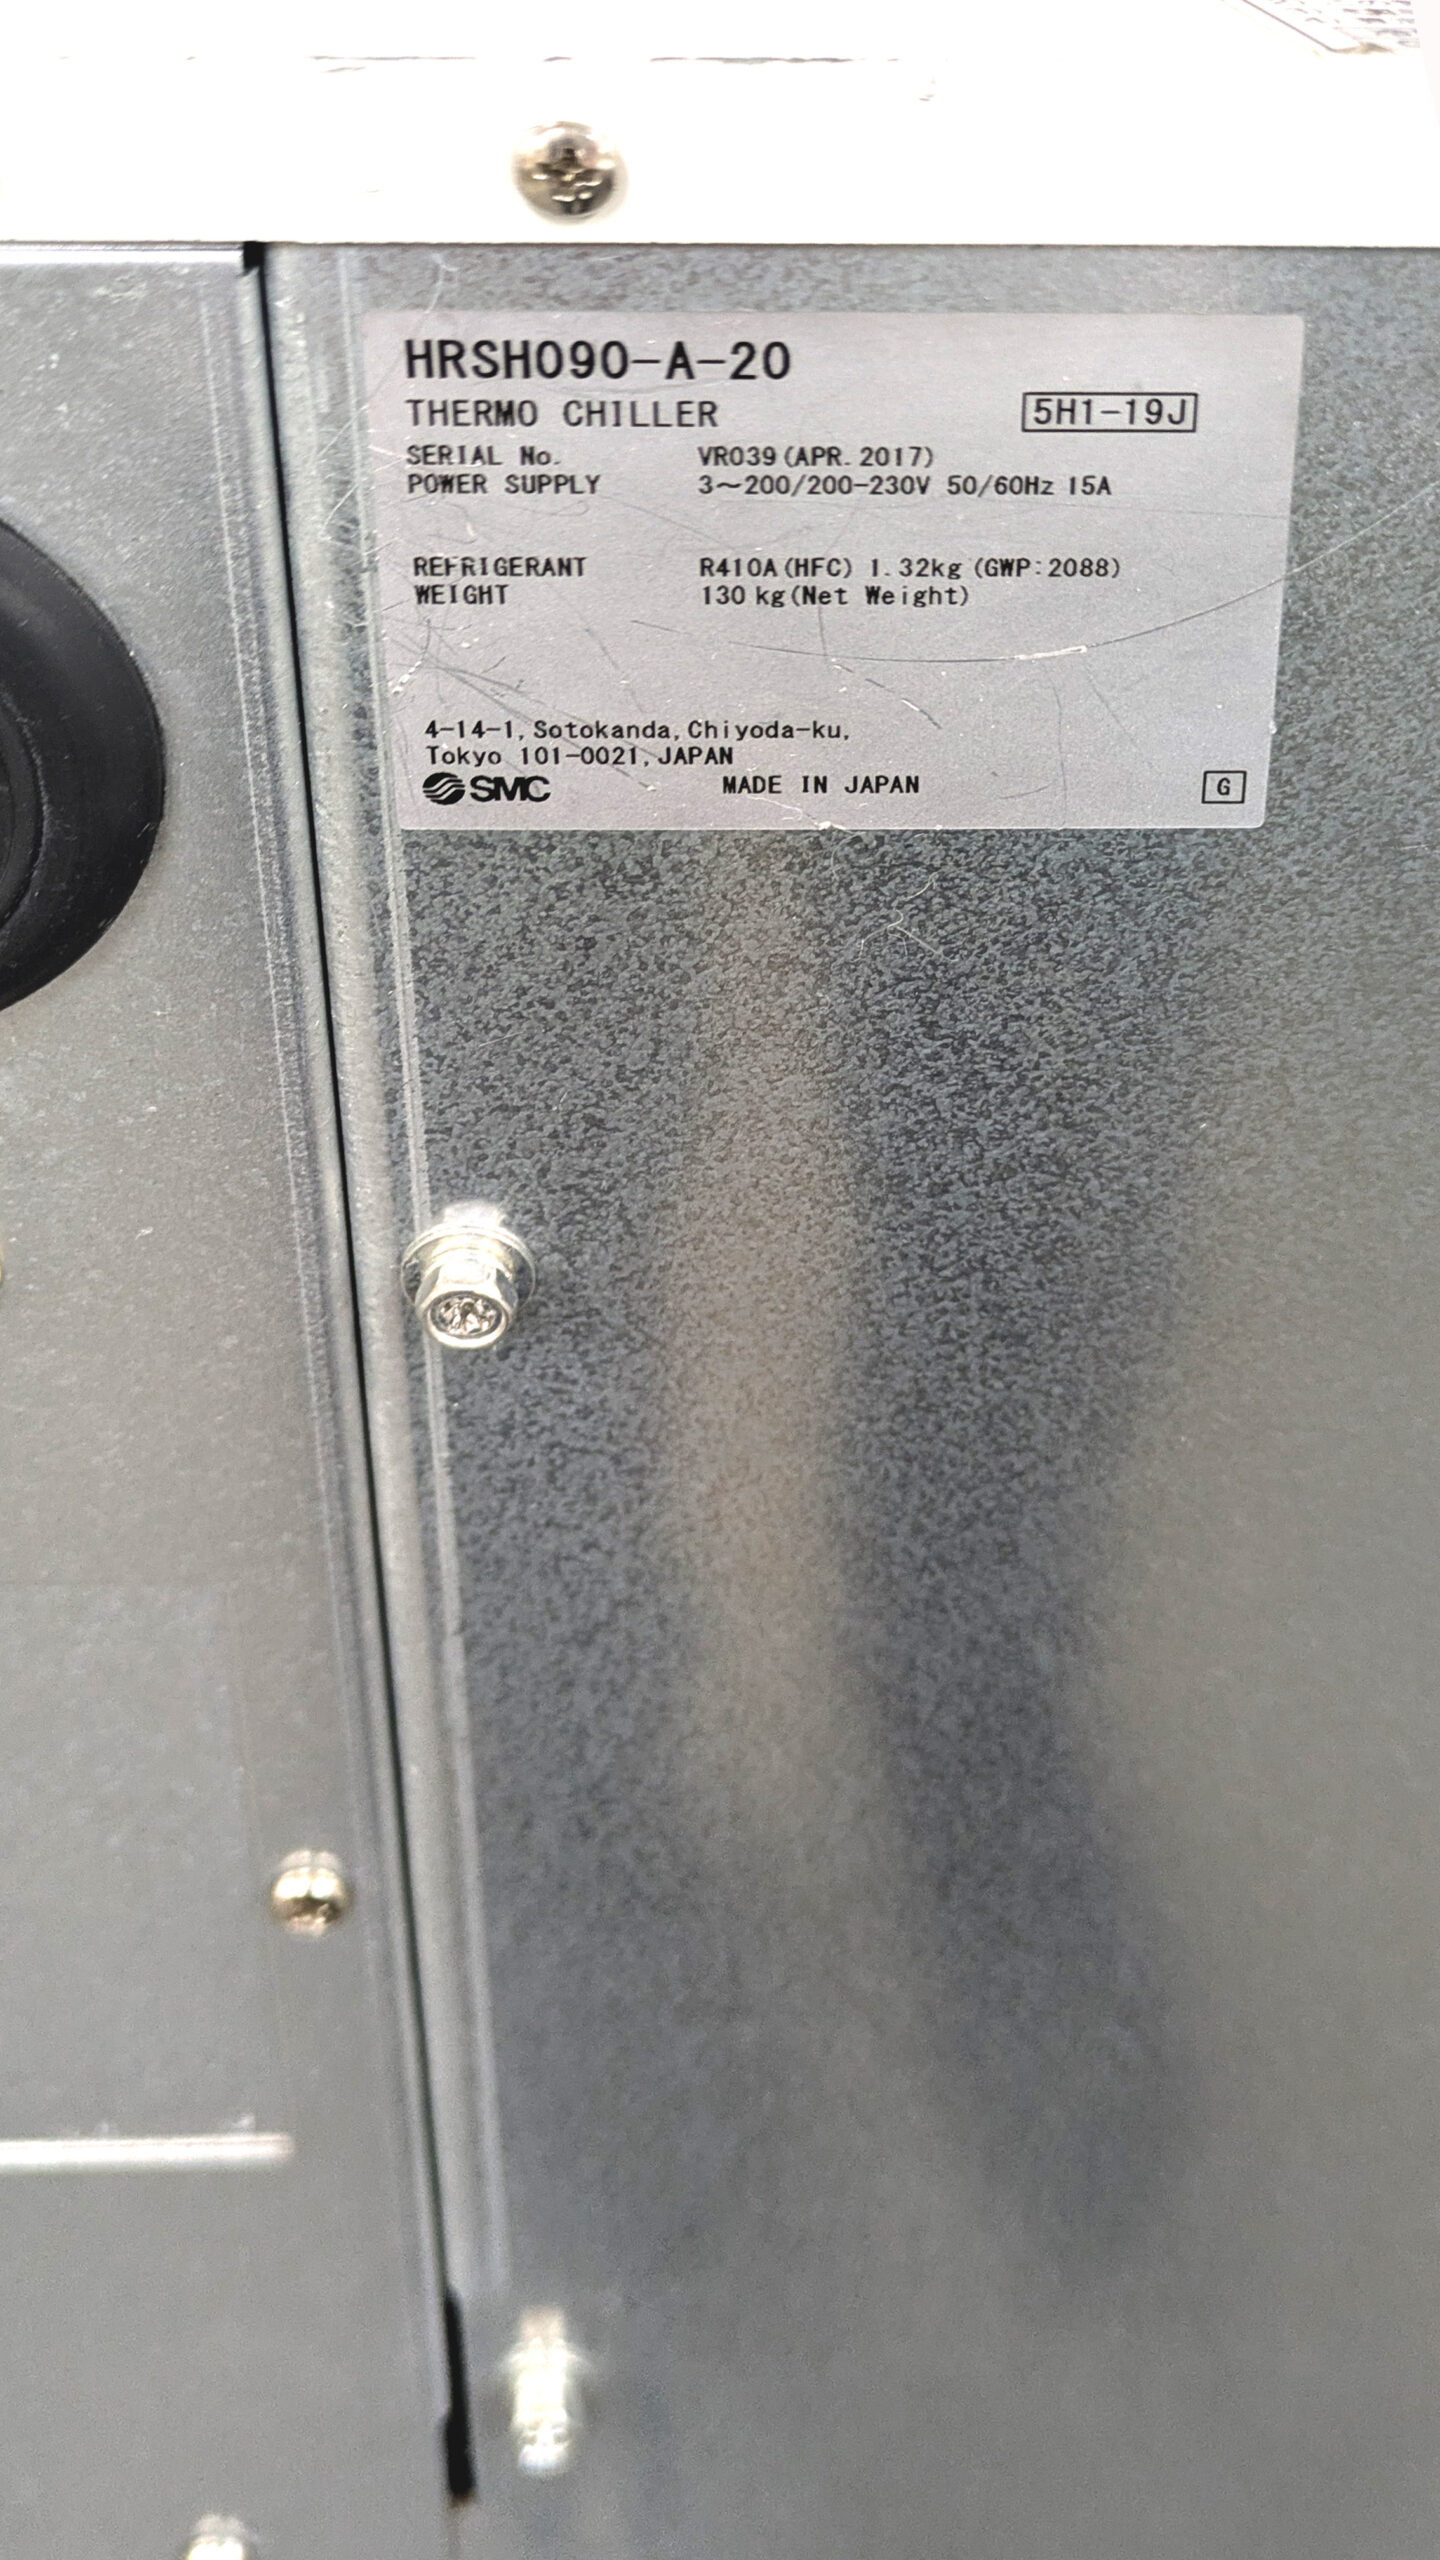 HRSH090-A-20
THERMO CHILLER 5H1-19J
SERIAL No. VR039(APR.2017)
POWER SUPPLY 3~200/200-230V 50/60Hz 15A
REFRIGERANT R410A(HFC) 1.32kg (GWP:2088)
WEIGHT 130 kg(Net Weight)
4-14-1,Sotokanda,Chiyoda-ku,
Tokyo 101-0021,JAPAN
SMC MADE IN JAPAN G